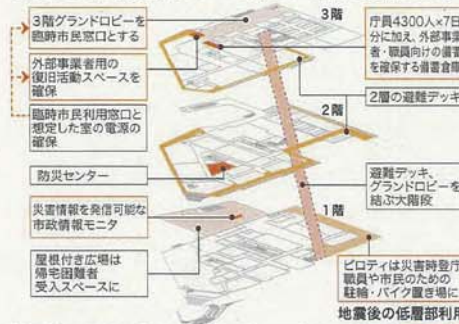 3階グランドロビーを
臨時市民窓口とする
外部事業者用の
復旧活動スペースを
確保
臨時市民利用窓口と
想定した室の電源の
確保
防災センター
災害情報を発信可能な
市政情報モニタ
屋根付き広場は
帰宅困難者
受入スペースに
3階
2階
1階
庁員4300人×7日
分に加え、外部事業
者・職員向けの備蓄
を確保する備蓄倉庫
2層の避難デッキ
避難デッキ、
グランドロビーを
結ぶ大階段
ピロティは災害時登庁
職員や市民のための
駐輪・バイク置き場に
地震後の低層部利用